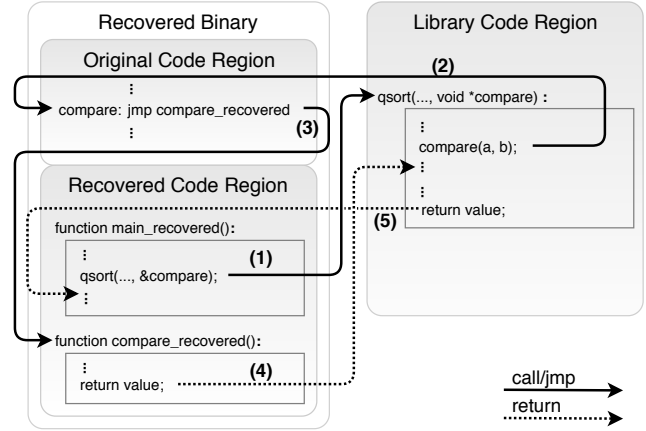 Recovered Binary
Original Code Region
⋮
compare: jmp compare_recovered
⋮
(3)
Recovered Code Region
function main_recovered():
⋮
(1)
qsort(..., &compare);
⋮
function compare_recovered():
⋮
(4)
return value;
Library Code Region
(2)
qsort(..., void *compare) :
⋮
compare(a, b);
⋮
⋮
(5)
return value;
call/jmp
return